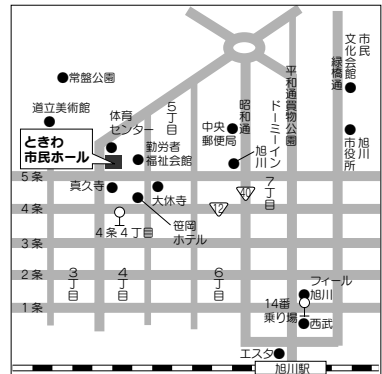 常盤公園
道立美術館
体育
センター
5丁目
ときわ
市民ホール
勤労者
福祉会館
中央
郵便局
昭和通
ドーミーイン
旭川
平和通買物公園
緑橋通
市民
文化会館
旭川
市役所
5条
真久寺
大休寺
7丁目
40
4条
12
4条4丁目
笹岡
ホテル
3条
2条
3丁目
4丁目
6丁目
フィール
旭川
14番
乗り場
1条
西武
エスタ
旭川駅